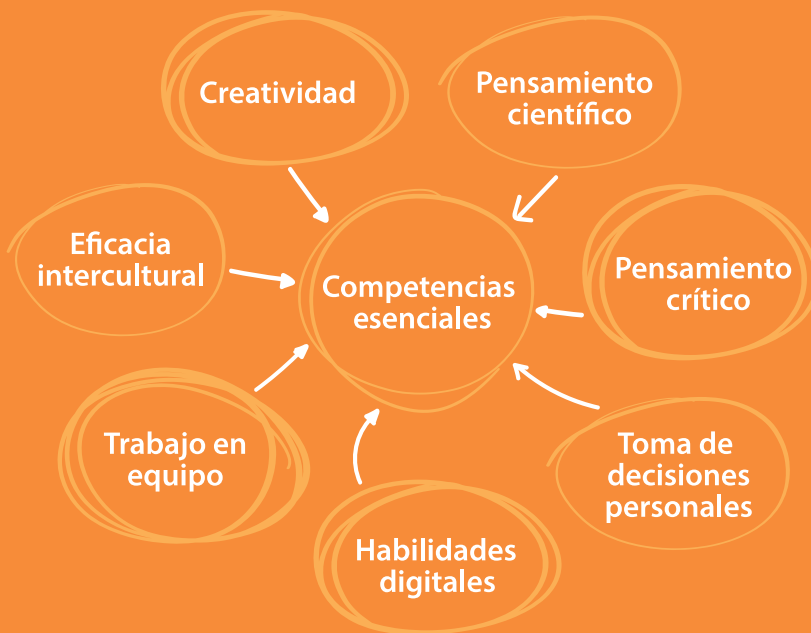 Creatividad
Pensamiento
científico
Eficacia
intercultural
Competencias
esenciales
Pensamiento
crítico
Trabajo en
equipo
Habilidades
digitales
Toma de
decisiones
personales